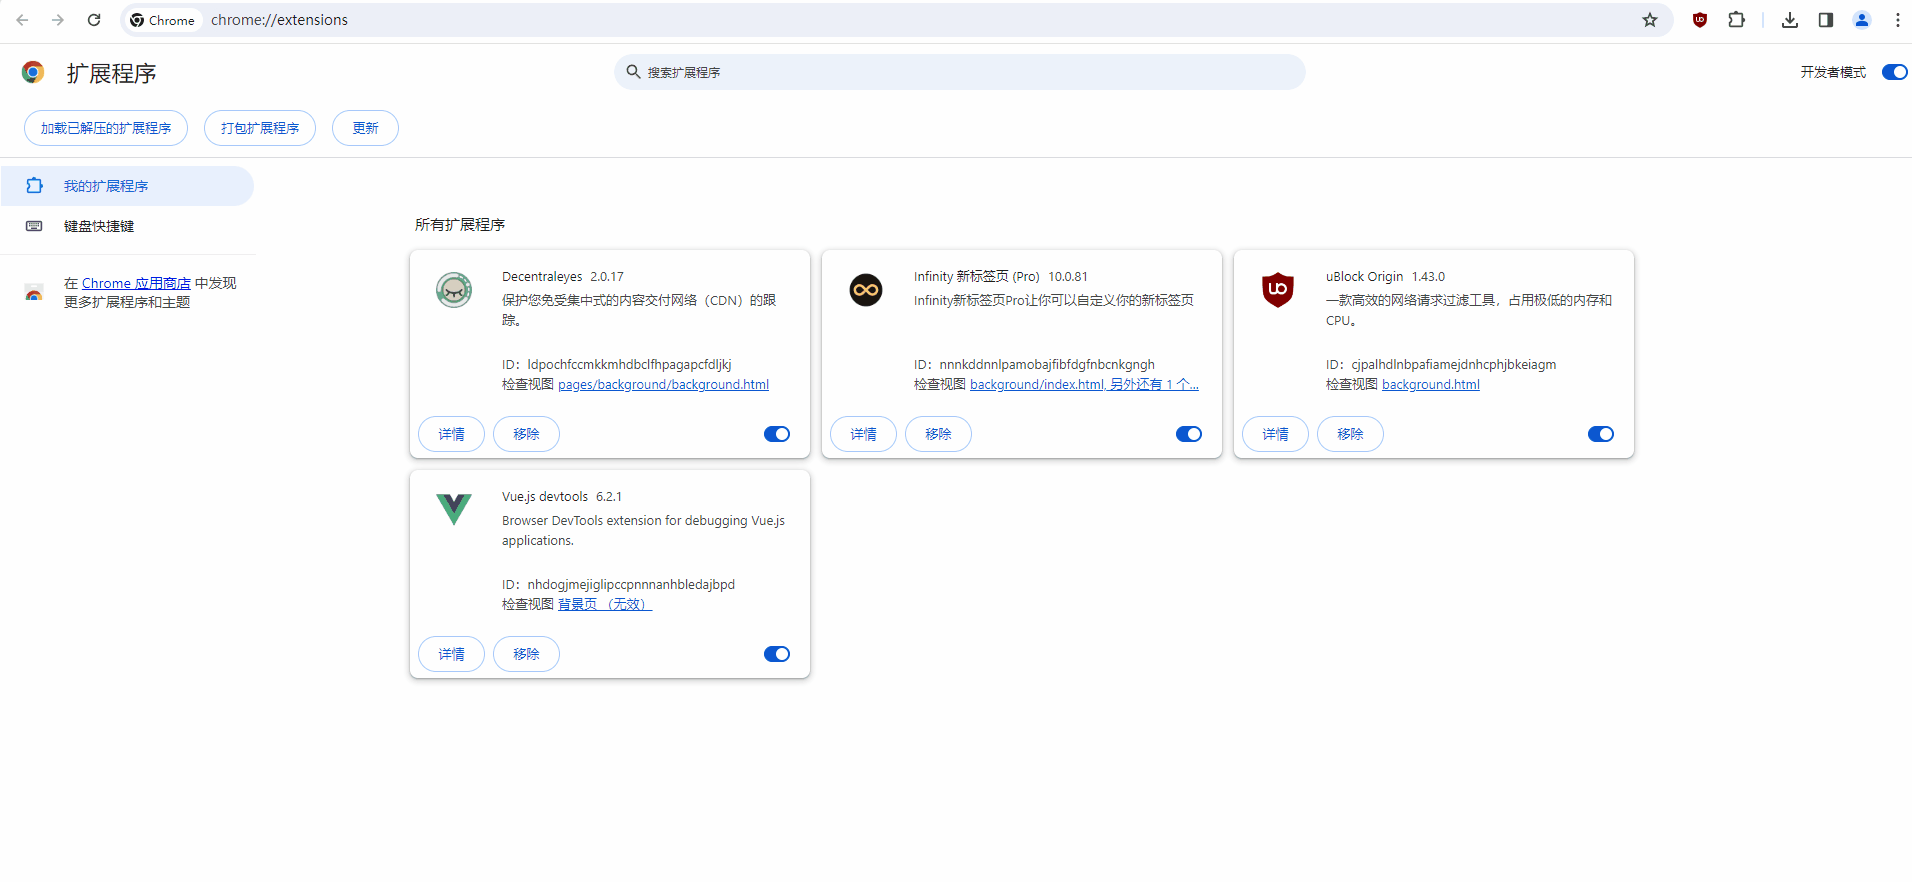 Chrome chrome://extensions
扩展程序
搜索扩展程序
开发者模式
加载已解压的扩展程序 打包扩展程序 更新
我的扩展程序
键盘快捷键
在 Chrome 应用商店 中发现
更多扩展程序和主题
所有扩展程序
Decentraleyes 2.0.17
保护您免受集中式的内容交付网络（CDN）的跟
踪。
ID：ldpochfccmkkmhdbclfhpagapcfdljkj
检查视图 pages/background/background.html
详情 移除
Infinity 新标签页 (Pro) 10.0.81
Infinity新标签页Pro让你可以自定义你的新标签页
ID：nnnkddnnlpamobajfibfdgfnbcnkgngh
检查视图 background/index.html, 另外还有 1 个...
详情 移除
uBlock Origin 1.43.0
一款高效的网络请求过滤工具，占用极低的内存和
CPU。
ID：cjpalhdlnbpafiamejdnhcphjbkeiagm
检查视图 background.html
详情 移除
Vue.js devtools 6.2.1
Browser DevTools extension for debugging Vue.js
applications.
ID：nhdogjmejiglipccpnnnanhbledajbpd
检查视图 背景页 （无效）
详情 移除